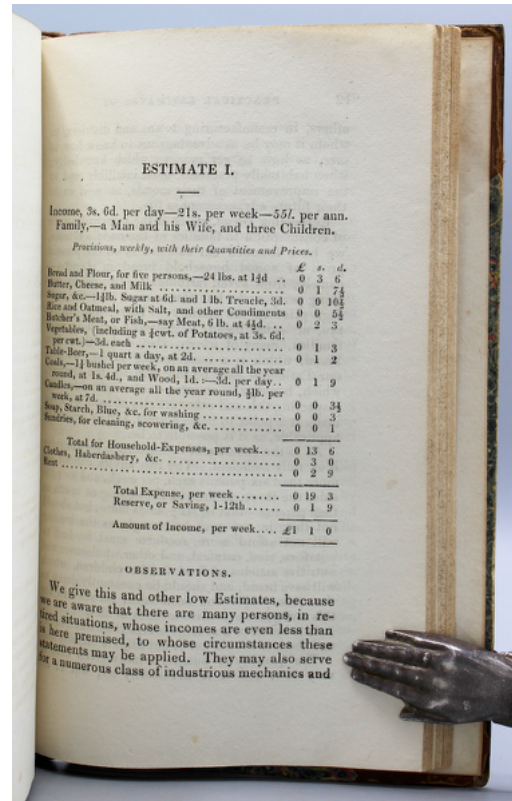 ESTIMATE I.
Income, 3s. 6d. per day—21s. per week—55l. per ann.
Family,—a Man and his Wife, and three Children.
Provisions, weekly, with their Quantities and Prices.
£ s. d.
Bread and Flour, for five persons,—24 lbs. at 1¾d .. 0 3 6
Butter, Cheese, and Milk .......... 0 1 7½
Sugar, &c.—1¼lb. Sugar at 6d. and 1 lb. Treacle, 3d. 0 0 10½
Rice and Oatmeal, with Salt, and other Condiments 0 0 5½
Butcher's Meat, or Fish,—say Meat, 6 lb. at 4½d. .. 0 2 3
Vegetables, (including a ¼cwt. of Potatoes, at 3s. 6d.
per cwt.)—3d. each .......... 0 1 3
Table-Beer,—1 quart a day, at 2d. .......... 0 1 2
Coals,—1¼ bushel per week, on an average all the year
round, at 1s. 4d., and Wood, 1d.:—3d. per day .. 0 1 9
Candles,—on an average all the year round, ½lb. per
week, at 7d. .......... 0 0 3½
Soap, Starch, Blue, &c. for washing .......... 0 0 3
Sundries, for cleaning, scowering, &c. .......... 0 0 1
Total for Household-Expenses, per week.... 0 13 6
Clothes, Haberdashery, &c. .......... 0 3 0
Rent .......... 0 2 9
Total Expense, per week ........ 0 19 3
Reserve, or Saving, 1-12th ...... 0 1 9
Amount of Income, per week.... £1 1 0
OBSERVATIONS.
We give this and other low Estimates, because
we are aware that there are many persons, in re-
tired situations, whose incomes are even less than
is here premised, to whose circumstances these
statements may be applied. They may also serve
for a numerous class of industrious mechanics and